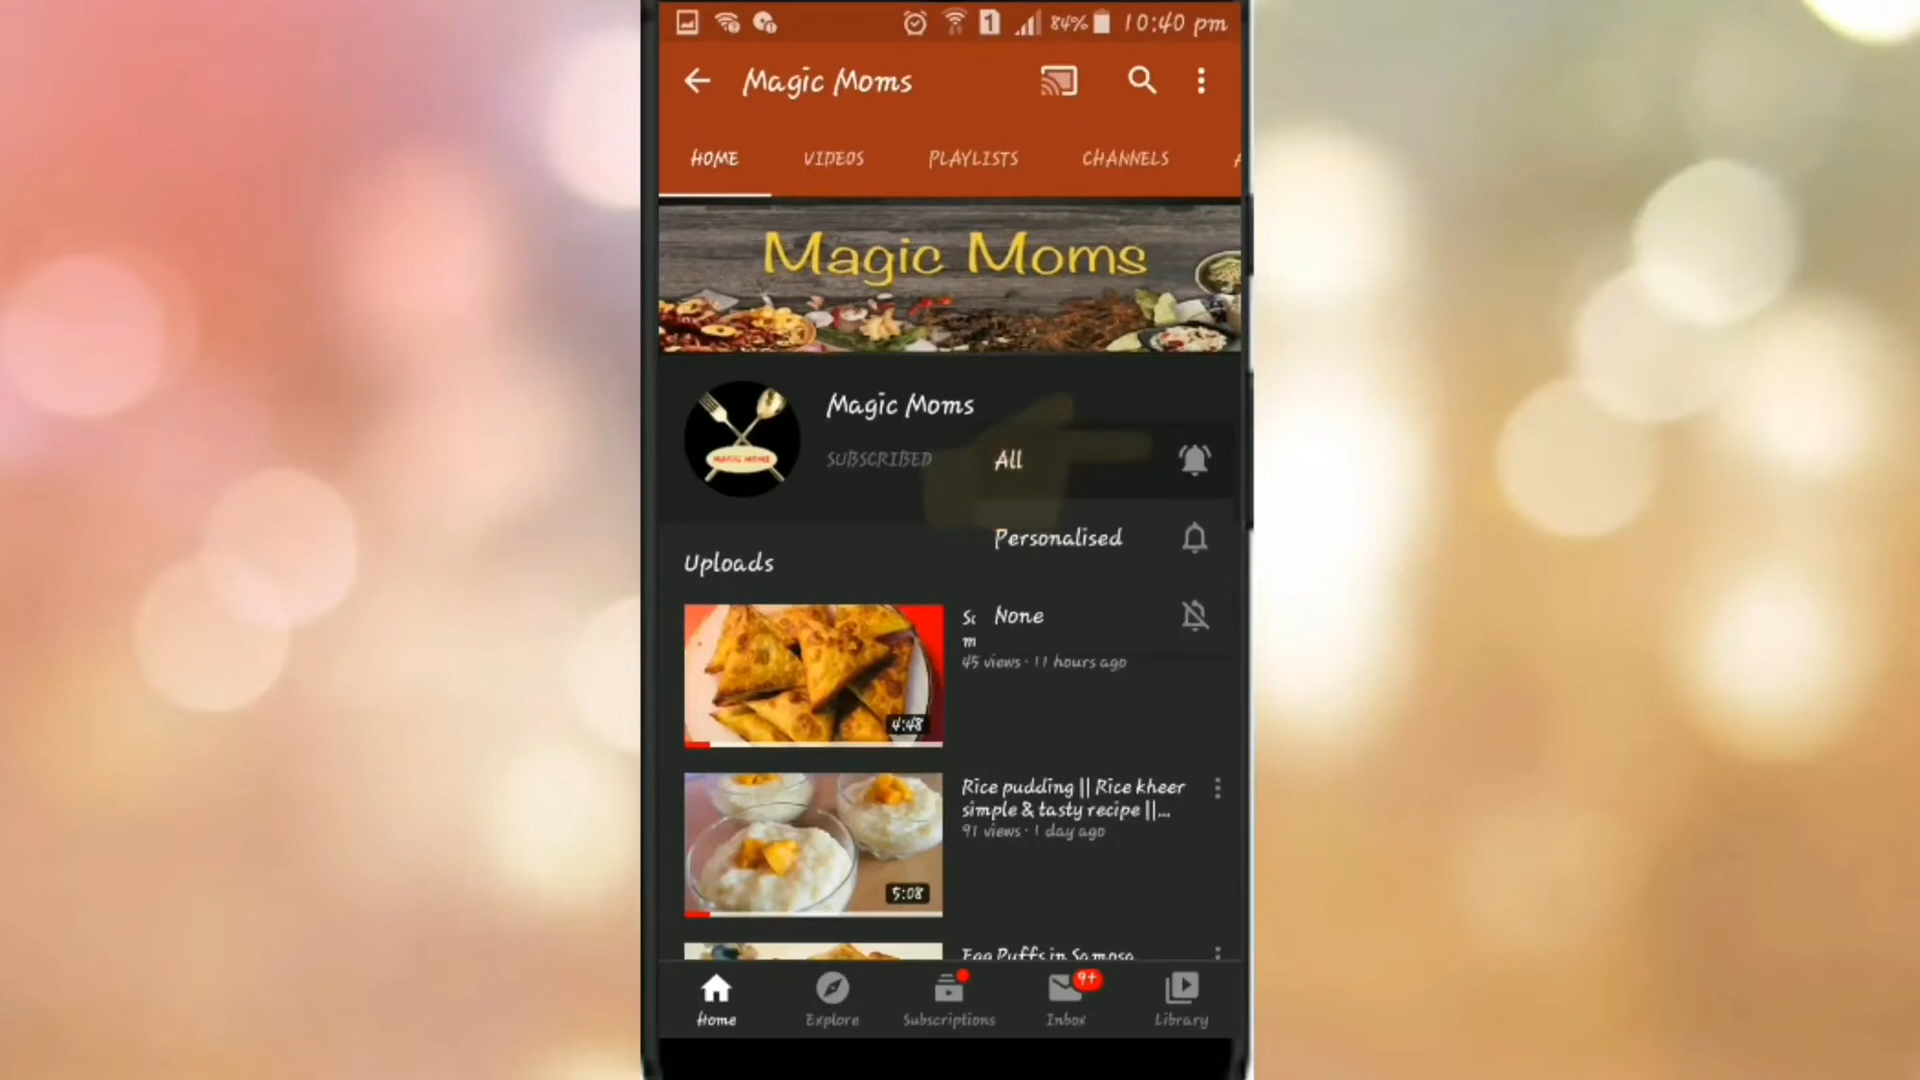 1 84% 10:40 pm
Magic Moms
HOME VIDEOS PLAYLISTS CHANNELS
Magic Moms
Magic Moms
SUBSCRIBED
All
Personalised
None
Uploads
4:48
45 views · 11 hours ago
Rice pudding || Rice kheer
simple & tasty recipe ||...
91 views · 1 day ago
5:08
Egg Puffs in Samosa
9+
Home Explore Subscriptions Inbox Library